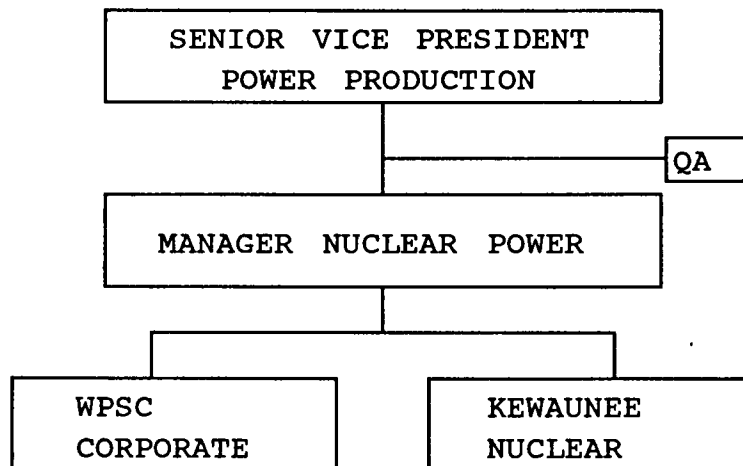 SENIOR VICE PRESIDENT
POWER PRODUCTION
QA
MANAGER NUCLEAR POWER
WPSC
CORPORATE
KEWAUNEE
NUCLEAR